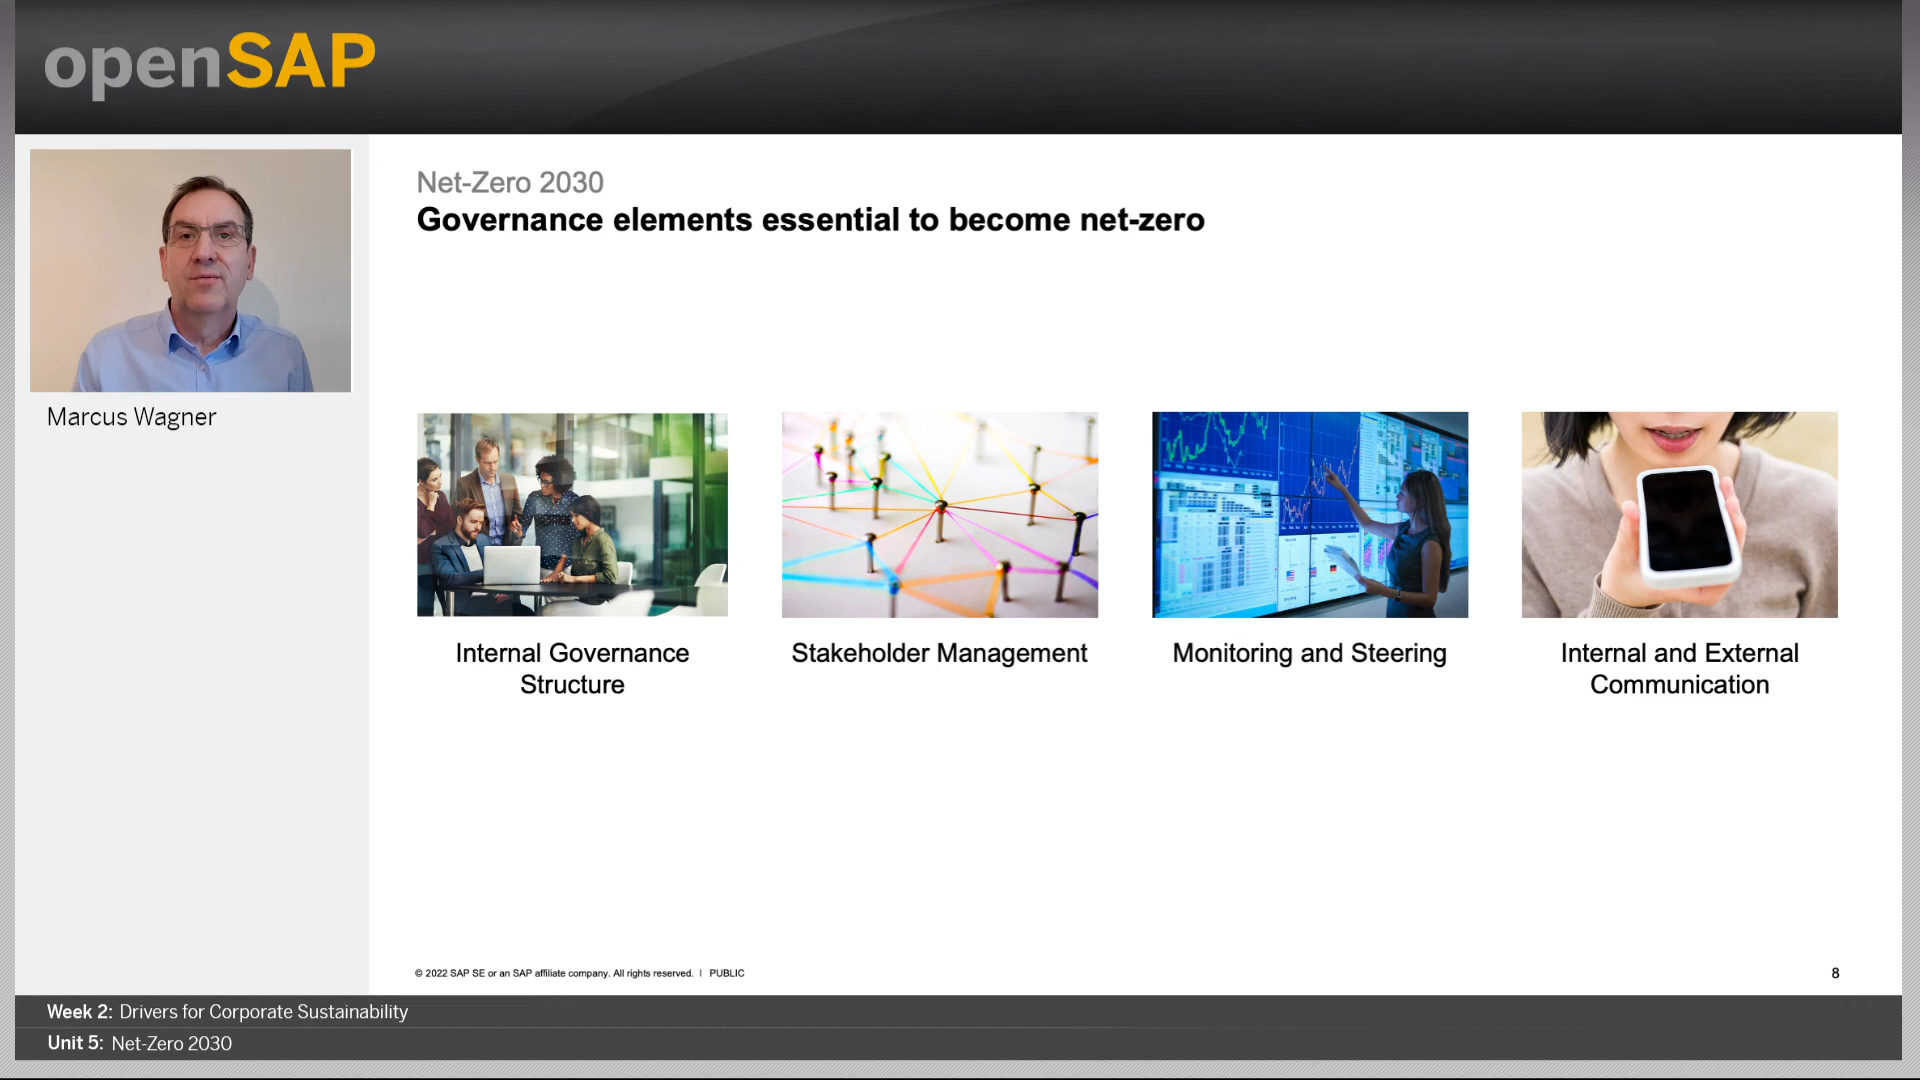 openSAP
Marcus Wagner
Net-Zero 2030
Governance elements essential to become net-zero
Internal Governance
Structure
Stakeholder Management
Monitoring and Steering
Internal and External
Communication
© 2022 SAP SE or an SAP affiliate company. All rights reserved. | PUBLIC
8
Week 2: Drivers for Corporate Sustainability
Unit 5: Net-Zero 2030